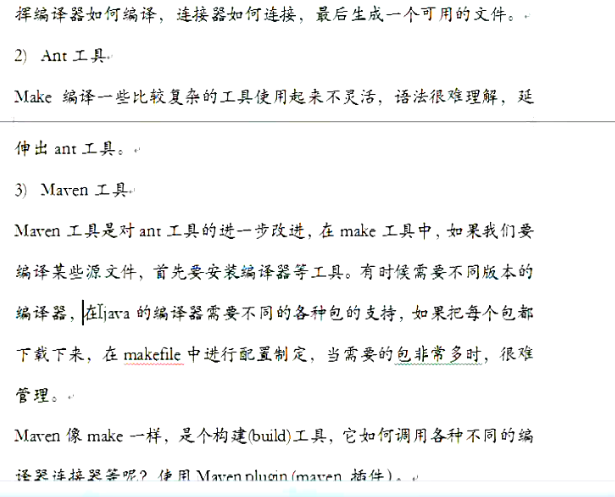 挥编译器如何编译，连接器如何连接，最后生成一个可用的文件。
2) Ant 工具
Make 编译一些比较复杂的工具使用起来不灵活，语法很难理解，延
伸出 ant 工具。
3) Maven 工具
Maven 工具是对 ant 工具的进一步改进，在 make 工具中，如果我们要
编译某些源文件，首先要安装编译器等工具。有时候需要不同版本的
编译器，在java 的编译器需要不同的各种包的支持，如果把每个包都
下载下来，在 makefile 中进行配置制定，当需要的包非常多时，很难
管理。
Maven 像 make 一样，是个构建(build)工具，它如何调用各种不同的编
译器连接器等呢？使用 Maven plugin (maven 插件)。